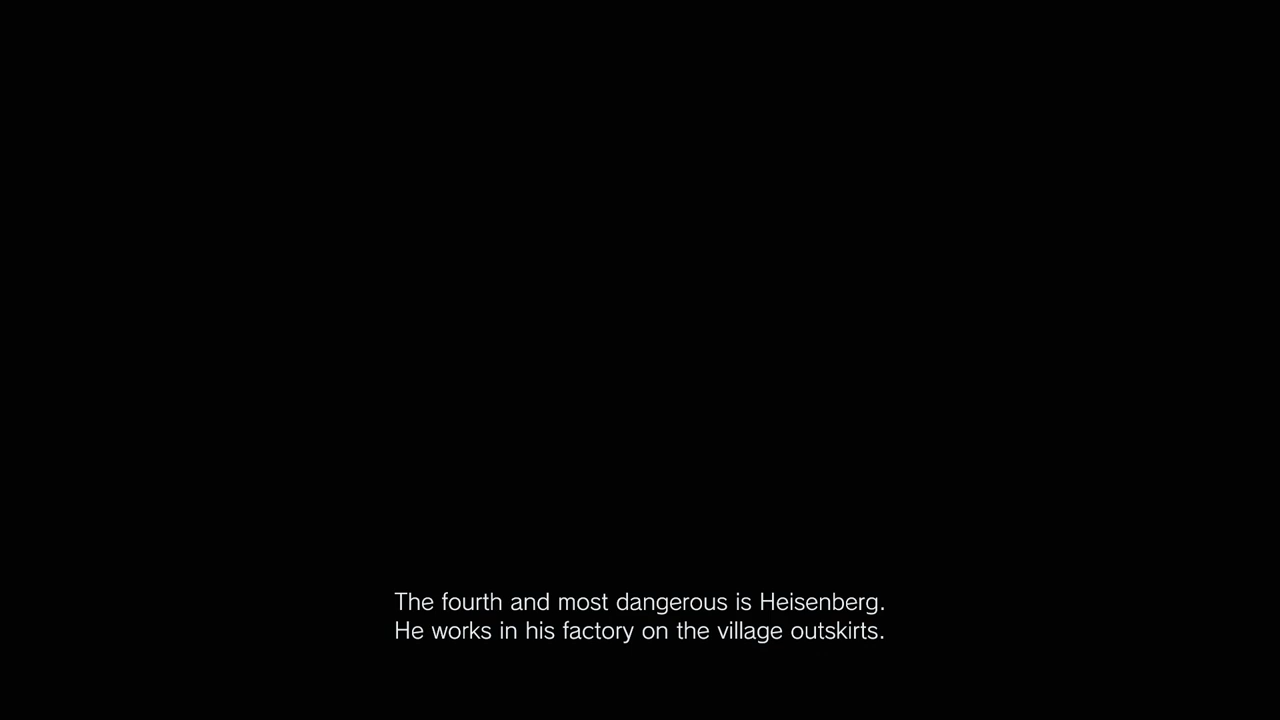 The fourth and most dangerous is Heisenberg.
He works in his factory on the village outskirts.